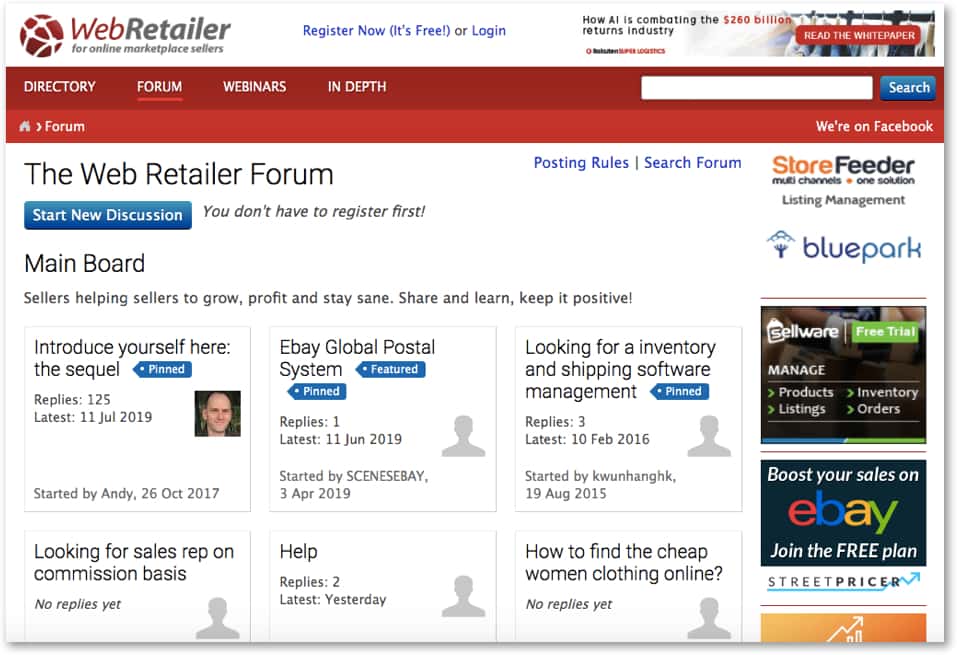 WebRetailer
for online marketplace sellers
Register Now (It's Free!) or Login
How AI is combating the $260 billion
returns industry
Rakuten SUPER LOGISTICS
READ THE WHITEPAPER
DIRECTORY FORUM WEBINARS IN DEPTH
Search
› Forum
We're on Facebook
The Web Retailer Forum
Posting Rules | Search Forum
Start New Discussion You don't have to register first!
Main Board
Sellers helping sellers to grow, profit and stay sane. Share and learn, keep it positive!
Introduce yourself here:
the sequel Pinned
Replies: 125
Latest: 11 Jul 2019
Started by Andy, 26 Oct 2017
Ebay Global Postal
System Featured
Pinned
Replies: 1
Latest: 11 Jun 2019
Started by SCENESEBAY,
3 Apr 2019
Looking for a inventory
and shipping software
management Pinned
Replies: 3
Latest: 10 Feb 2016
Started by kwunhanghk,
19 Aug 2015
Looking for sales rep on
commission basis
No replies yet
Help
Replies: 2
Latest: Yesterday
How to find the cheap
women clothing online?
No replies yet
StoreFeeder
multi channels • one solution
Listing Management
bluepark
sellware Free Trial
MANAGE
› Products › Inventory
› Listings › Orders
Boost your sales on
ebay
Join the FREE plan
STREETPRICER